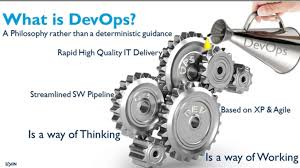 What is DevOps?
A Philosophy rather than a deterministic guidance
DevOps
Rapid High Quality IT Delivery
Streamlined SW Pipeline
Based on XP & Agile
Is a way of Thinking
Is a way of Working